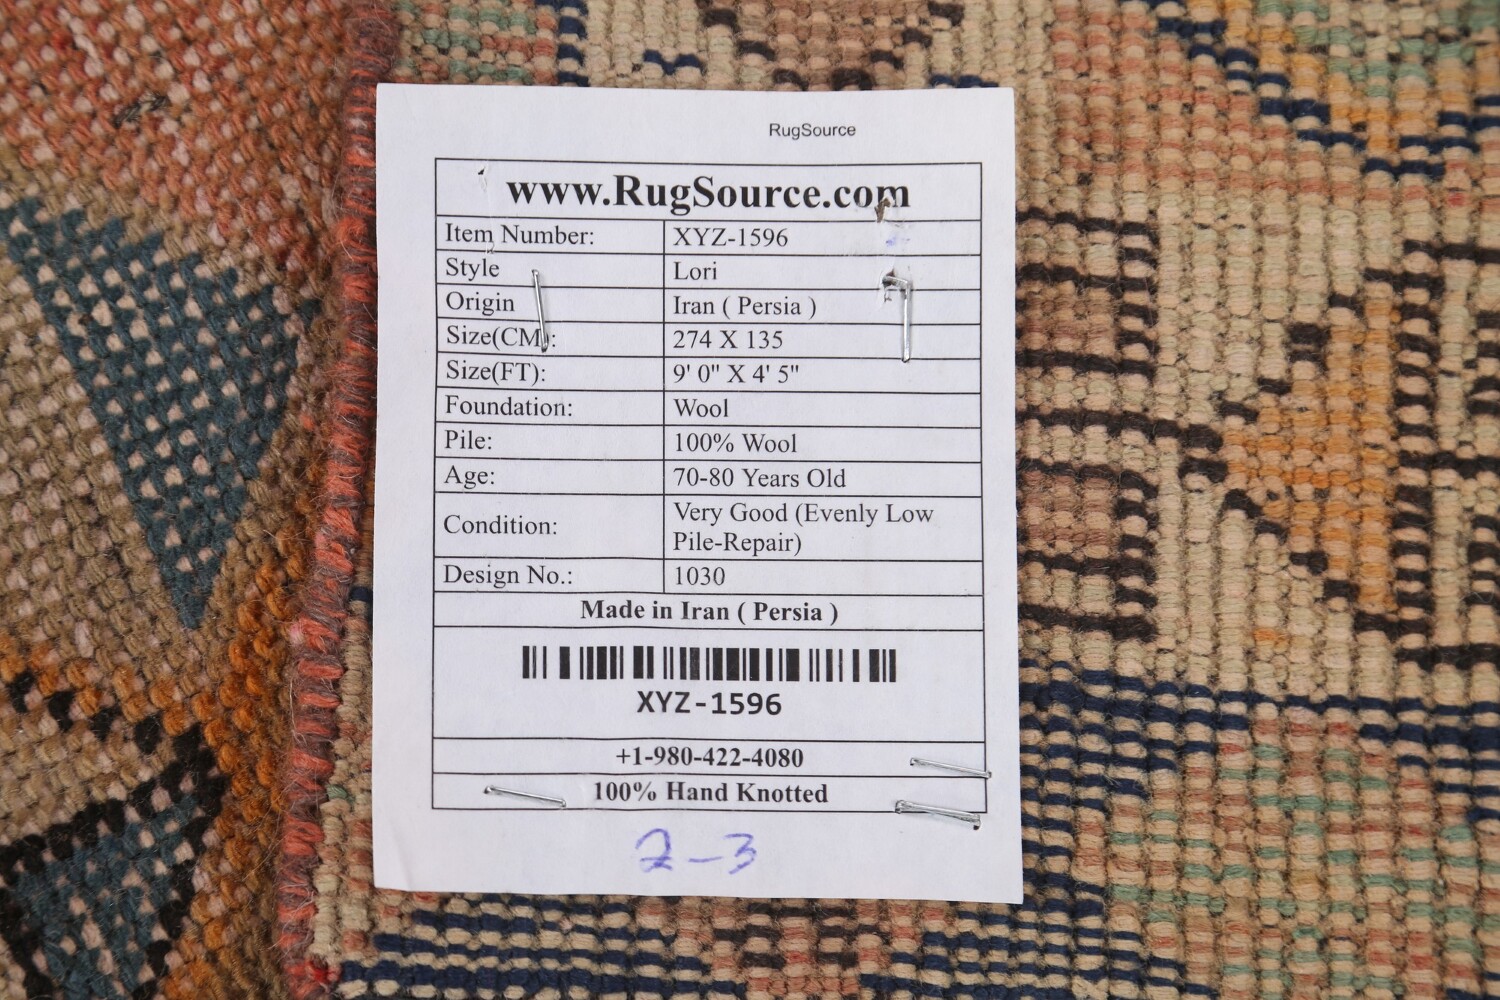 RugSource
www.RugSource.com
Item Number: XYZ-1596
Style Lori
Origin Iran ( Persia )
Size(CM): 274 X 135
Size(FT): 9' 0" X 4' 5"
Foundation: Wool
Pile: 100% Wool
Age: 70-80 Years Old
Condition: Very Good (Evenly Low
Pile-Repair)
Design No.: 1030
Made in Iran ( Persia )
XYZ-1596
+1-980-422-4080
100% Hand Knotted
2-3